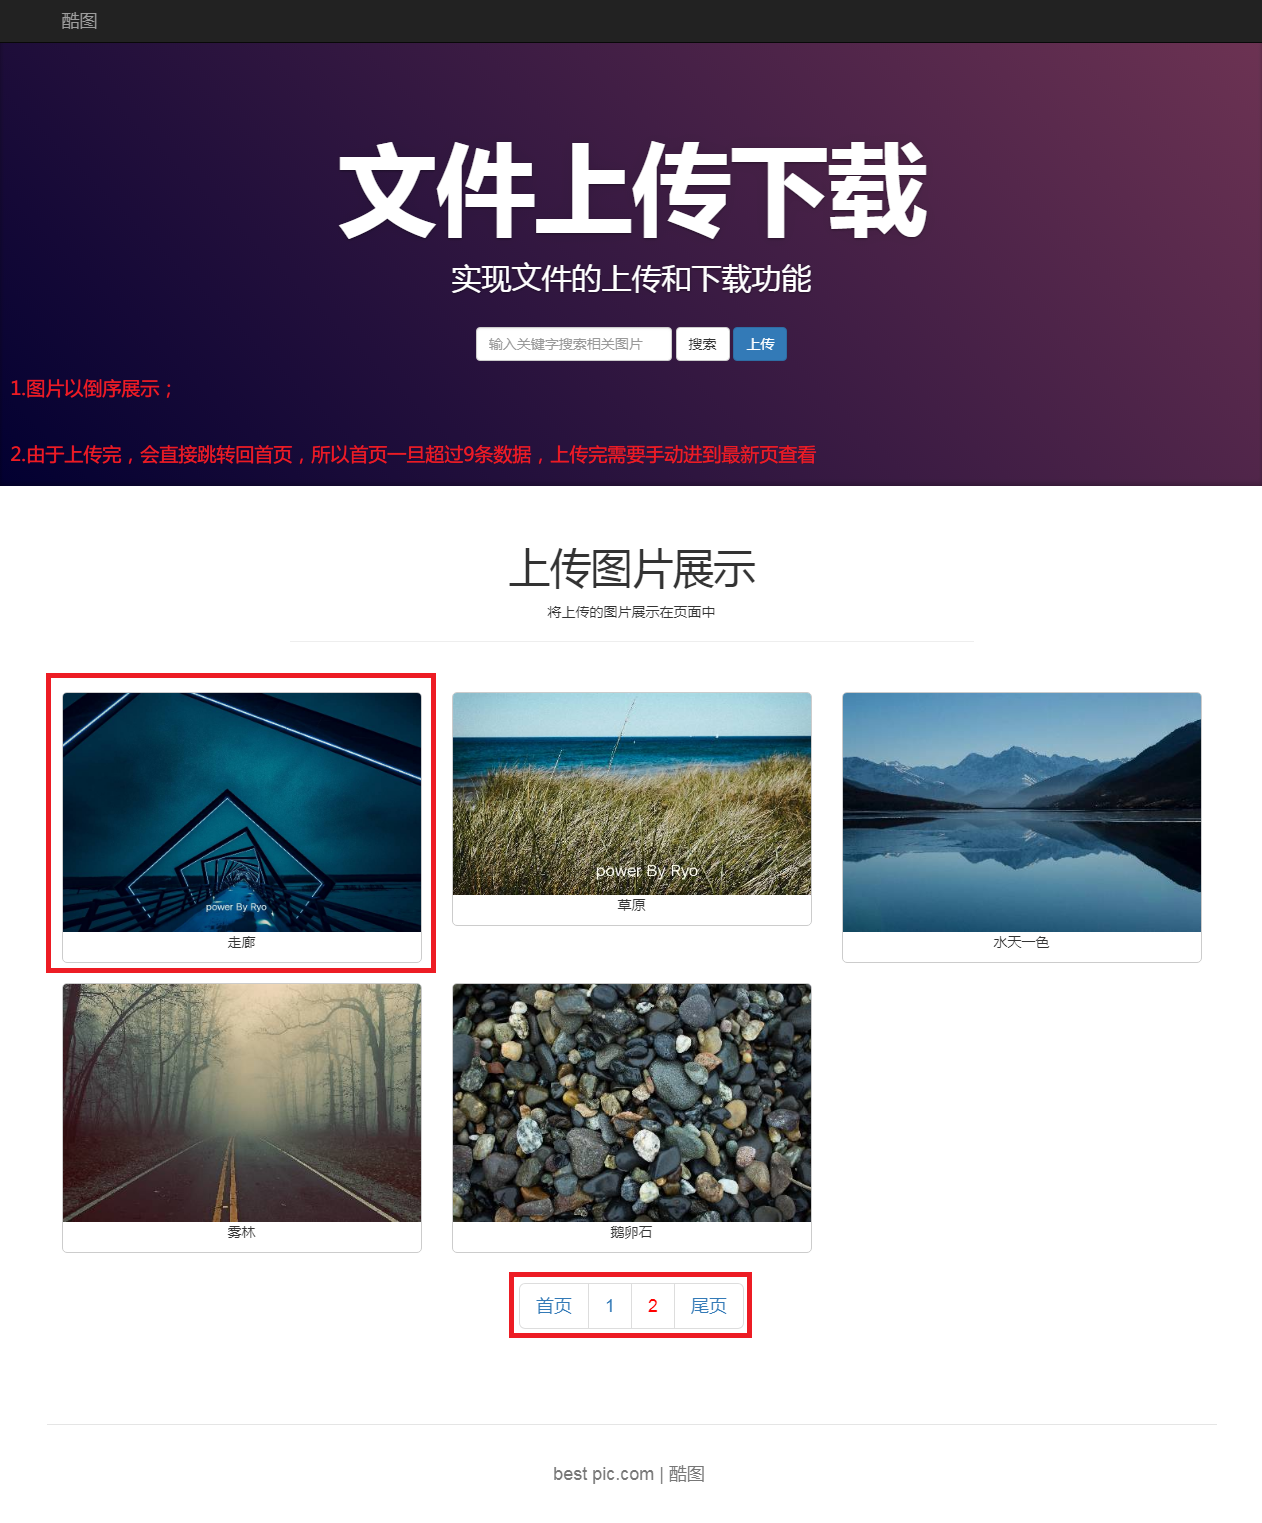 酷图
文件上传下载
实现文件的上传和下载功能
输入关键字搜索相关图片 搜索 上传
1.图片以倒序展示；
2.由于上传完，会直接跳转回首页，所以首页一旦超过9条数据，上传完需要手动进到最新页查看
上传图片展示
将上传的图片展示在页面中
power By Ryo
走廊
power By Ryo
草原
水天一色
雾林
鹅卵石
首页 1 2 尾页
best pic.com | 酷图